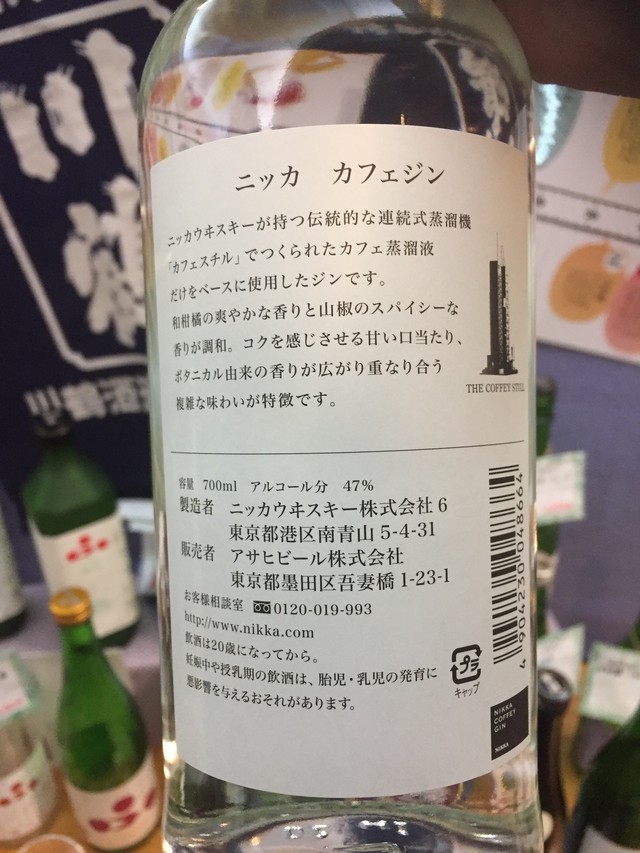 ニッカ カフェジン
ニッカウヰスキーが持つ伝統的な連続式蒸溜機
「カフェスチル」でつくられたカフェ蒸溜液
だけをベースに使用したジンです。
和柑橘の爽やかな香りと山椒のスパイシーな
香りが調和。コクを感じさせる甘い口当たり、
ボタニカル由来の香りが広がり重なり合う
複雑な味わいが特徴です。
THE COFFEY STILL
容量 700ml アルコール分 47%
製造者 ニッカウヰスキー株式会社 6
東京都港区南青山 5-4-31
販売者 アサヒビール株式会社
東京都墨田区吾妻橋 1-23-1
お客様相談室 0120-019-993
http://www.nikka.com
飲酒は20歳になってから。
妊娠中や授乳期の飲酒は、胎児・乳児の発育に
悪影響を与えるおそれがあります。
4 904230 048664
プラ
キャップ
NIKKA
COFFEY
GIN
NIKKA
川鶴